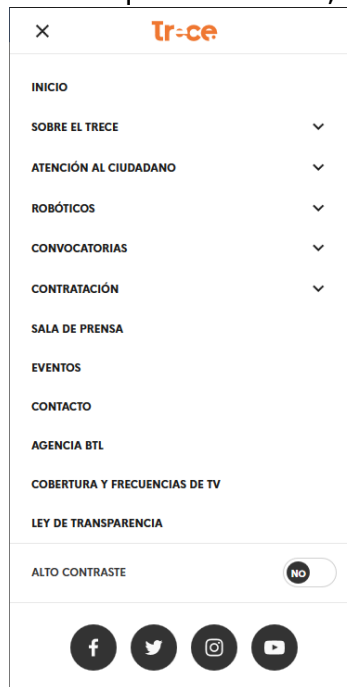 Trece
INICIO
SOBRE EL TRECE
ATENCIÓN AL CIUDADANO
ROBÓTICOS
CONVOCATORIAS
CONTRATACIÓN
SALA DE PRENSA
EVENTOS
CONTACTO
AGENCIA BTL
COBERTURA Y FRECUENCIAS DE TV
LEY DE TRANSPARENCIA
ALTO CONTRASTE NO